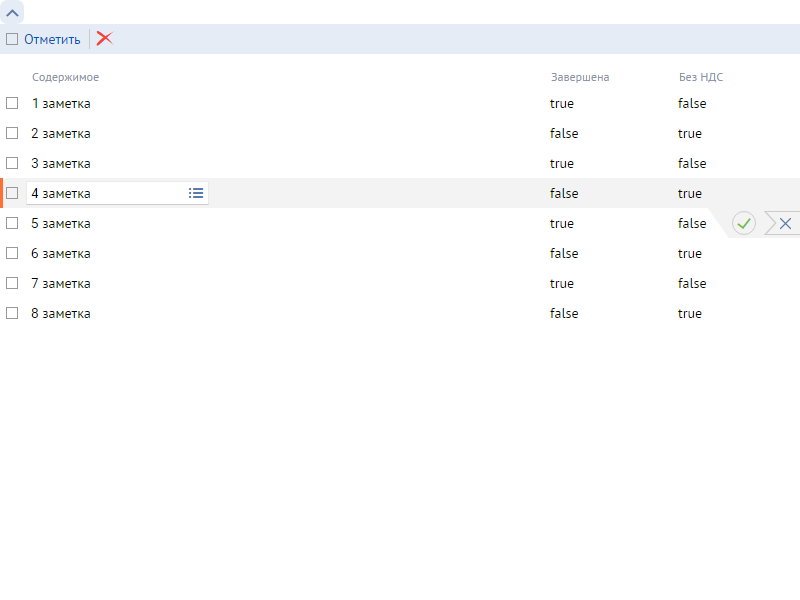 Отметить
Содержимое Завершена Без НДС
1 заметка true false
2 заметка false true
3 заметка true false
4 заметка false true
5 заметка true false
6 заметка false true
7 заметка true false
8 заметка false true